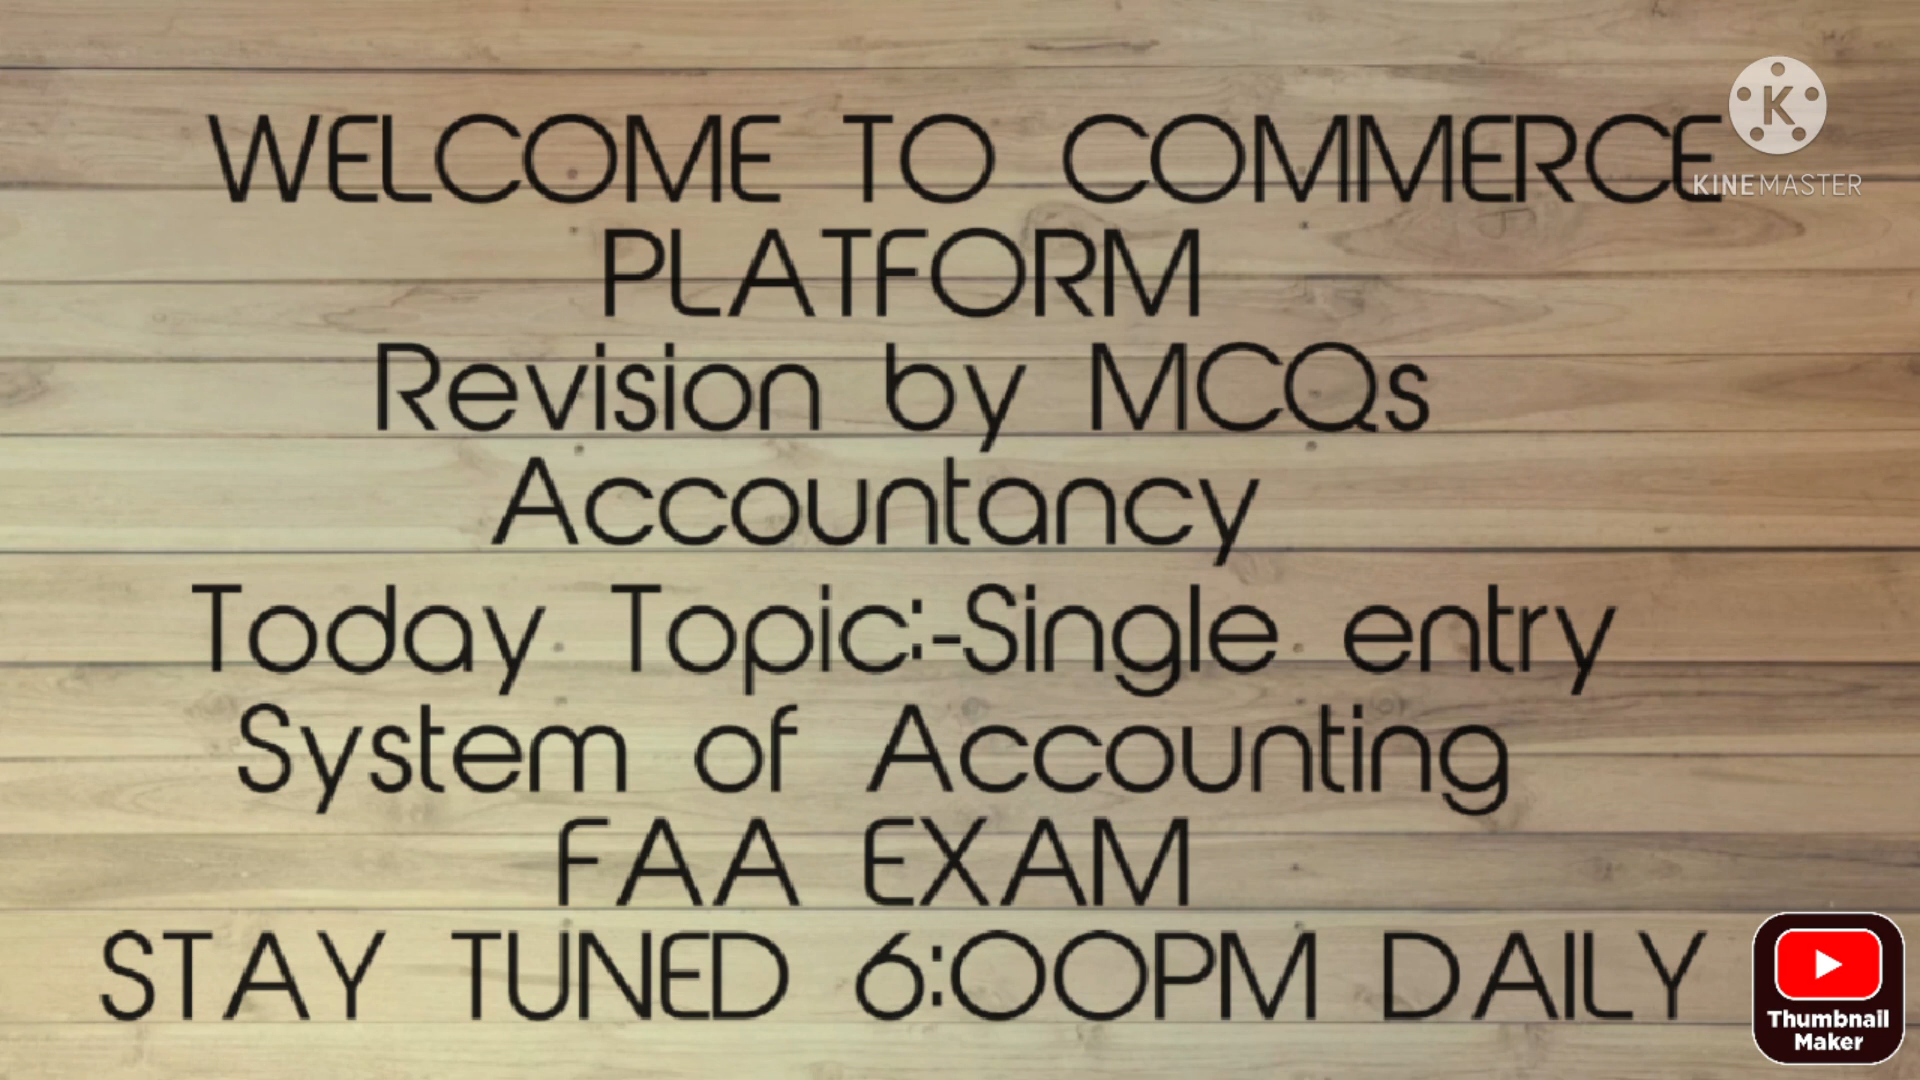 WELCOME TO COMMERCE
PLATFORM
Revision by MCQs
Accountancy
Today Topic:-Single entry
System of Accounting
FAA EXAM
STAY TUNED 6:00PM DAILY
K
KINEMASTER
Thumbnail
Maker